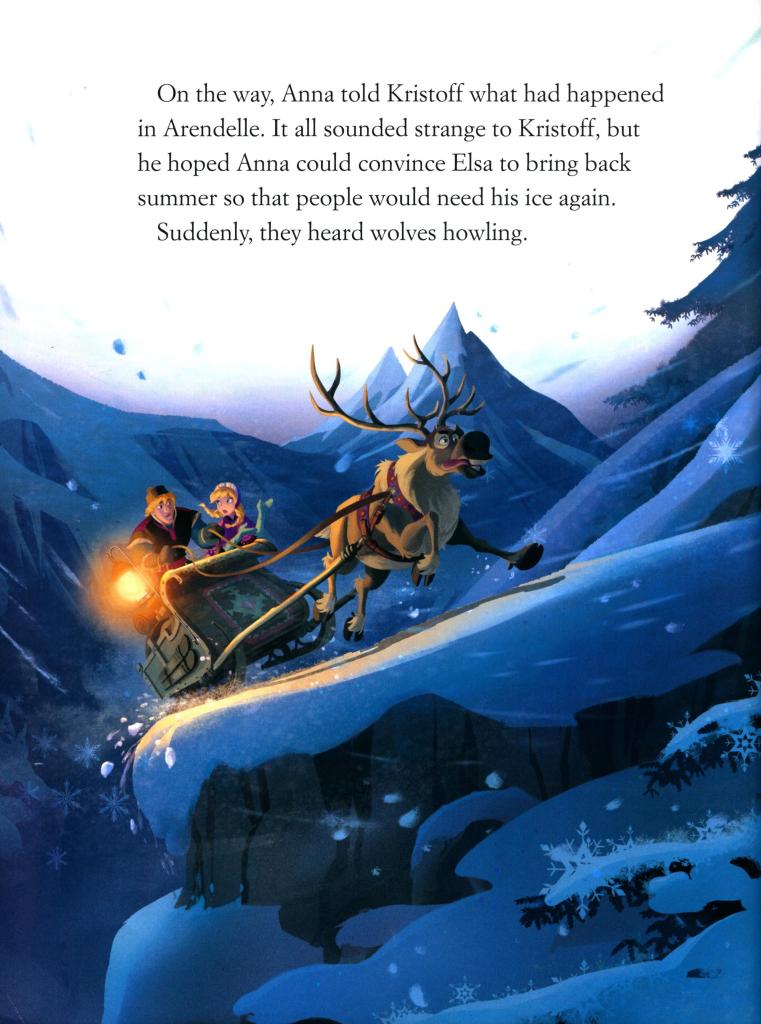 On the way, Anna told Kristoff what had happened
in Arendelle. It all sounded strange to Kristoff, but
he hoped Anna could convince Elsa to bring back
summer so that people would need his ice again.
Suddenly, they heard wolves howling.